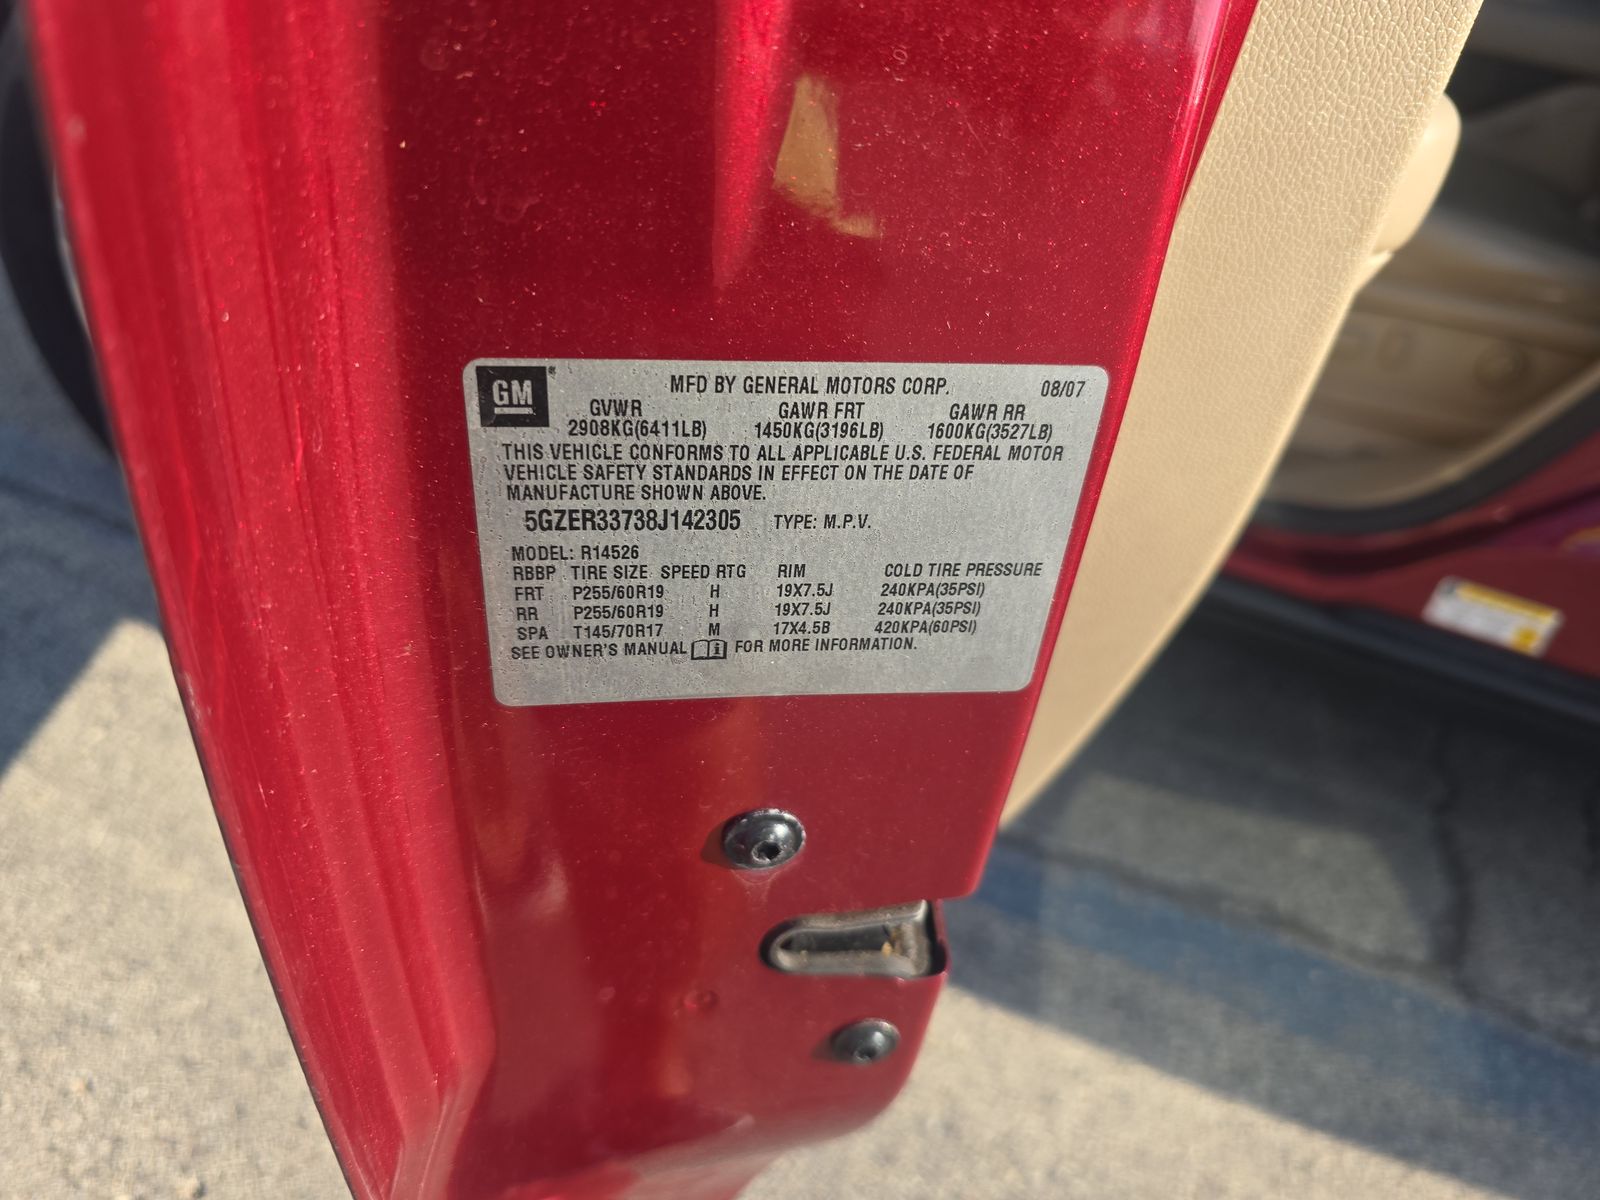 GM
MFD BY GENERAL MOTORS CORP. 08/07
GVWR GAWR FRT GAWR RR
2908KG(6411LB) 1450KG(3196LB) 1600KG(3527LB)
THIS VEHICLE CONFORMS TO ALL APPLICABLE U.S. FEDERAL MOTOR
VEHICLE SAFETY STANDARDS IN EFFECT ON THE DATE OF
MANUFACTURE SHOWN ABOVE.
5GZER33738J142305 TYPE: M.P.V.
MODEL: R14526
RBBP TIRE SIZE SPEED RTG RIM COLD TIRE PRESSURE
FRT P255/60R19 H 19X7.5J 240KPA(35PSI)
RR P255/60R19 H 19X7.5J 240KPA(35PSI)
SPA T145/70R17 M 17X4.5B 420KPA(60PSI)
SEE OWNER'S MANUAL FOR MORE INFORMATION.